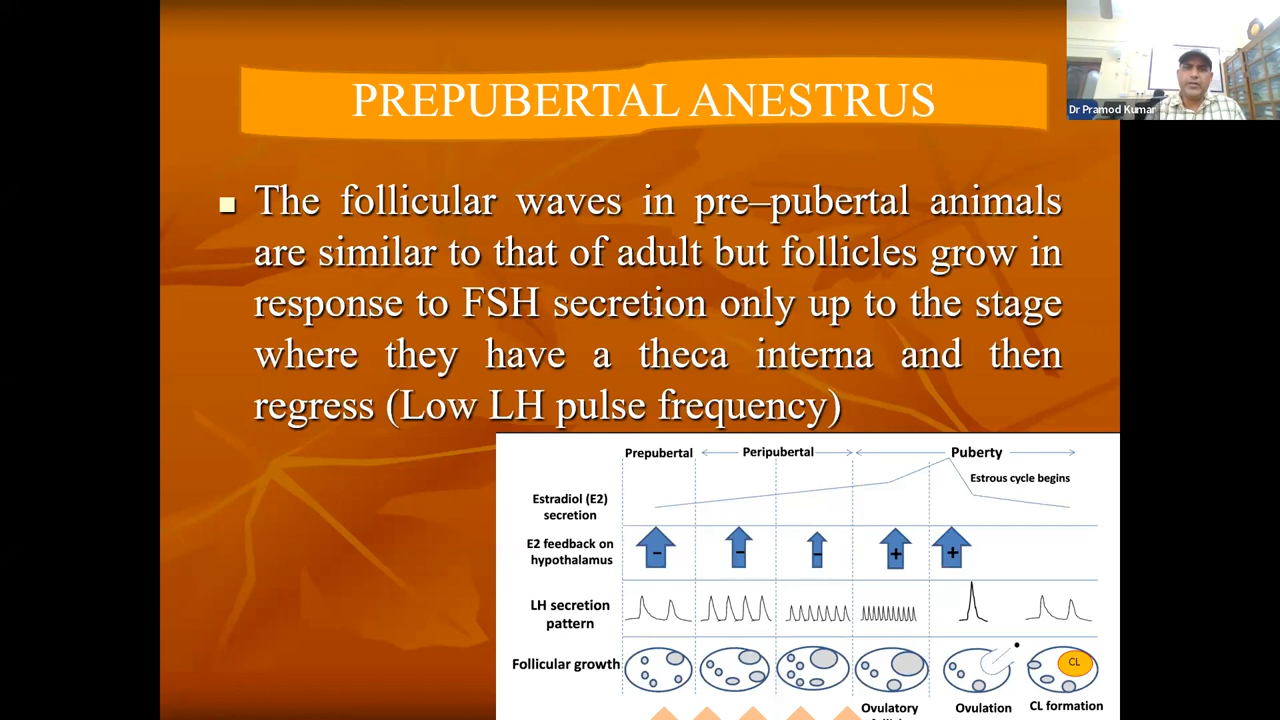 PREPUBERTAL ANESTRUS
Dr Pramod Kumar
The follicular waves in pre–pubertal animals
are similar to that of adult but follicles grow in
response to FSH secretion only up to the stage
where they have a theca interna and then
regress (Low LH pulse frequency)
Prepubertal
Peripubertal
Puberty
Estrous cycle begins
Estradiol (E2)
secretion
E2 feedback on
hypothalamus
- - - + +
LH secretion
pattern
Follicular growth
CL
Ovulatory
Ovulation
CL formation